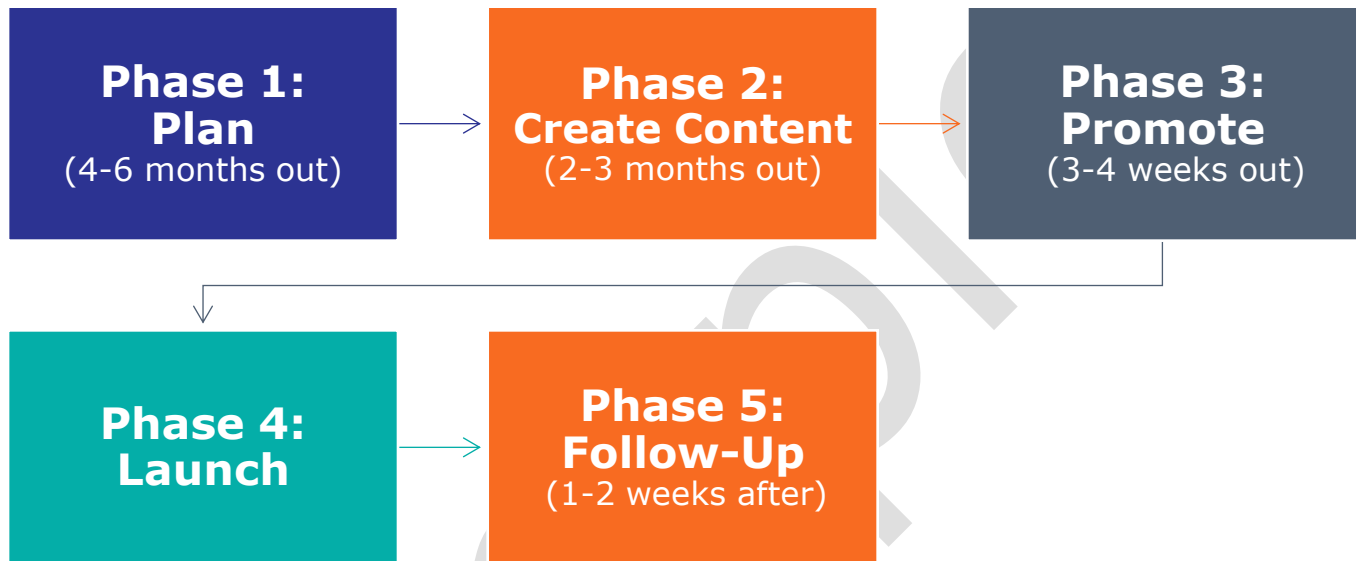 Phase 1:
Plan
(4-6 months out)
Phase 2:
Create Content
(2-3 months out)
Phase 3:
Promote
(3-4 weeks out)
Phase 4:
Launch
Phase 5:
Follow-Up
(1-2 weeks after)